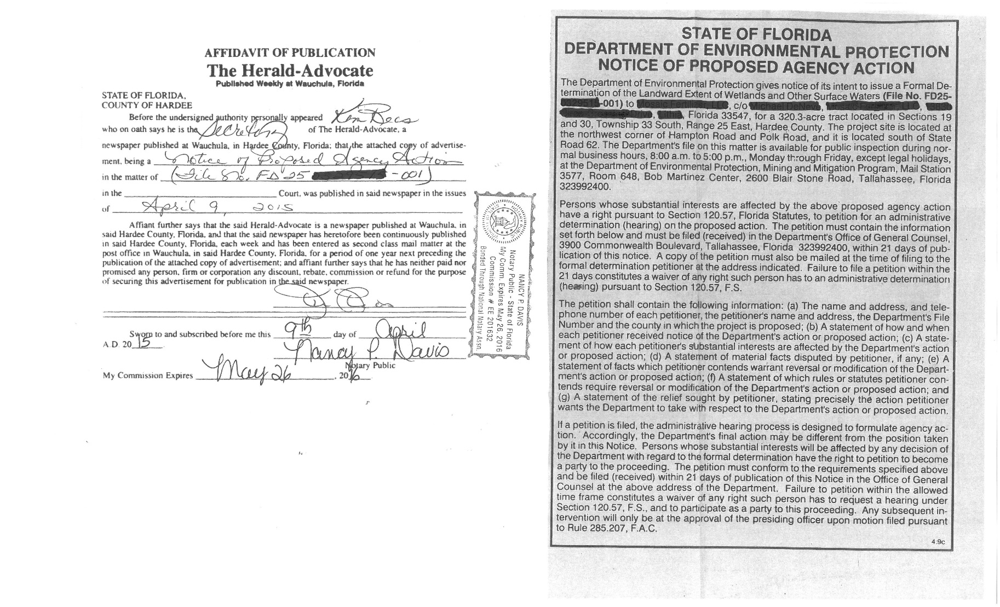 AFFIDAVIT OF PUBLICATION
The Herald-Advocate
Published Weekly at Wauchula, Florida
STATE OF FLORIDA,
COUNTY OF HARDEE
Before the undersigned authority personally appeared
who on oath says he is the Secretary of The Herald-Advocate, a
newspaper published at Wauchula, in Hardee County, Florida; that the attached copy of advertise-
ment, being a Notice of Proposed Agency Action
in the matter of (File No. FD 25 -001)
in the Court, was published in said newspaper in the issues
of April 9, 2015
Affiant further says that the said Herald-Advocate is a newspaper published at Wauchula, in
said Hardee County, Florida, and that the said newspaper has heretofore been continuously published
in said Hardee County, Florida, each week and has been entered as second class mail matter at the
post office in Wauchula, in said Hardee County, Florida, for a period of one year next preceding the
publication of the attached copy of advertisement; and affiant further says that he has neither paid nor
promised any person, firm or corporation any discount, rebate, commission or refund for the purpose
of securing this advertisement for publication in the said newspaper.
Sworn to and subscribed before me this 9th day of April
A.D. 2015
Nancy P. Davis
Notary Public
My Commission Expires May 26, 2016
NANCY P. DAVIS
Notary Public - State of Florida
My Comm. Expires May 26, 2016
Commission # EE 201632
Bonded Through National Notary Assn.
STATE OF FLORIDA
DEPARTMENT OF ENVIRONMENTAL PROTECTION
NOTICE OF PROPOSED AGENCY ACTION
The Department of Environmental Protection gives notice of its intent to issue a Formal De-
termination of the Landward Extent of Wetlands and Other Surface Waters (File No. FD25-
-001) to , c/o , ,
, , Florida 33547, for a 320.3-acre tract located in Sections 19
and 30, Township 33 South, Range 25 East, Hardee County. The project site is located at
the northwest corner of Hampton Road and Polk Road, and it is located south of State
Road 62. The Department's file on this matter is available for public inspection during nor-
mal business hours, 8:00 a.m. to 5:00 p.m., Monday through Friday, except legal holidays,
at the Department of Environmental Protection, Mining and Mitigation Program, Mail Station
3577, Room 648, Bob Martinez Center, 2600 Blair Stone Road, Tallahassee, Florida
323992400.
Persons whose substantial interests are affected by the above proposed agency action
have a right pursuant to Section 120.57, Florida Statutes, to petition for an administrative
determination (hearing) on the proposed action. The petition must contain the information
set forth below and must be filed (received) in the Department's Office of General Counsel,
3900 Commonwealth Boulevard, Tallahassee, Florida 323992400, within 21 days of pub-
lication of this notice. A copy of the petition must also be mailed at the time of filing to the
formal determination petitioner at the address indicated. Failure to file a petition within the
21 days constitutes a waiver of any right such person has to an administrative determination
(hearing) pursuant to Section 120.57, F.S.
The petition shall contain the following information: (a) The name and address, and tele-
phone number of each petitioner, the petitioner's name and address, the Department's File
Number and the county in which the project is proposed; (b) A statement of how and when
each petitioner received notice of the Department's action or proposed action; (c) A state-
ment of how each petitioner's substantial interests are affected by the Department's action
or proposed action; (d) A statement of material facts disputed by petitioner, if any; (e) A
statement of facts which petitioner contends warrant reversal or modification of the Depart-
ment's action or proposed action; (f) A statement of which rules or statutes petitioner con-
tends require reversal or modification of the Department's action or proposed action; and
(g) A statement of the relief sought by petitioner, stating precisely the action petitioner
wants the Department to take with respect to the Department's action or proposed action.
If a petition is filed, the administrative hearing process is designed to formulate agency ac-
tion. Accordingly, the Department's final action may be different from the position taken
by it in this Notice. Persons whose substantial interests will be affected by any decision of
the Department with regard to the formal determination have the right to petition to become
a party to the proceeding. The petition must conform to the requirements specified above
and be filed (received) within 21 days of publication of this Notice in the Office of General
Counsel at the above address of the Department. Failure to petition within the allowed
time frame constitutes a waiver of any right such person has to request a hearing under
Section 120.57, F.S., and to participate as a party to this proceeding. Any subsequent in-
tervention will only be at the approval of the presiding officer upon motion filed pursuant
to Rule 285.207, F.A.C.
4:9c